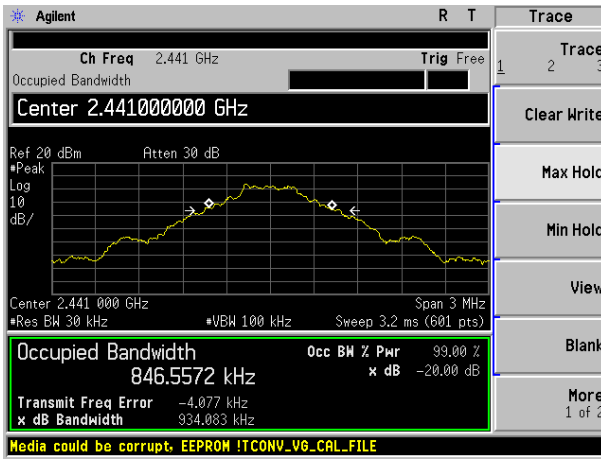 Agilent R T Trace
Ch Freq 2.441 GHz Trig Free
Occupied Bandwidth
Center 2.441000000 GHz
Ref 20 dBm Atten 30 dB
#Peak
Log
10
dB/
Center 2.441 000 GHz Span 3 MHz
#Res BW 30 kHz #VBW 100 kHz Sweep 3.2 ms (601 pts)
Occupied Bandwidth Occ BW % Pwr 99.00 %
846.5572 kHz x dB -20.00 dB
Transmit Freq Error -4.077 kHz
x dB Bandwidth 934.083 kHz
Media could be corrupt, EEPROM !TCONV_VG_CAL_FILE
Trace
1 2 3
Clear Write
Max Hold
Min Hold
View
Blank
More
1 of 2